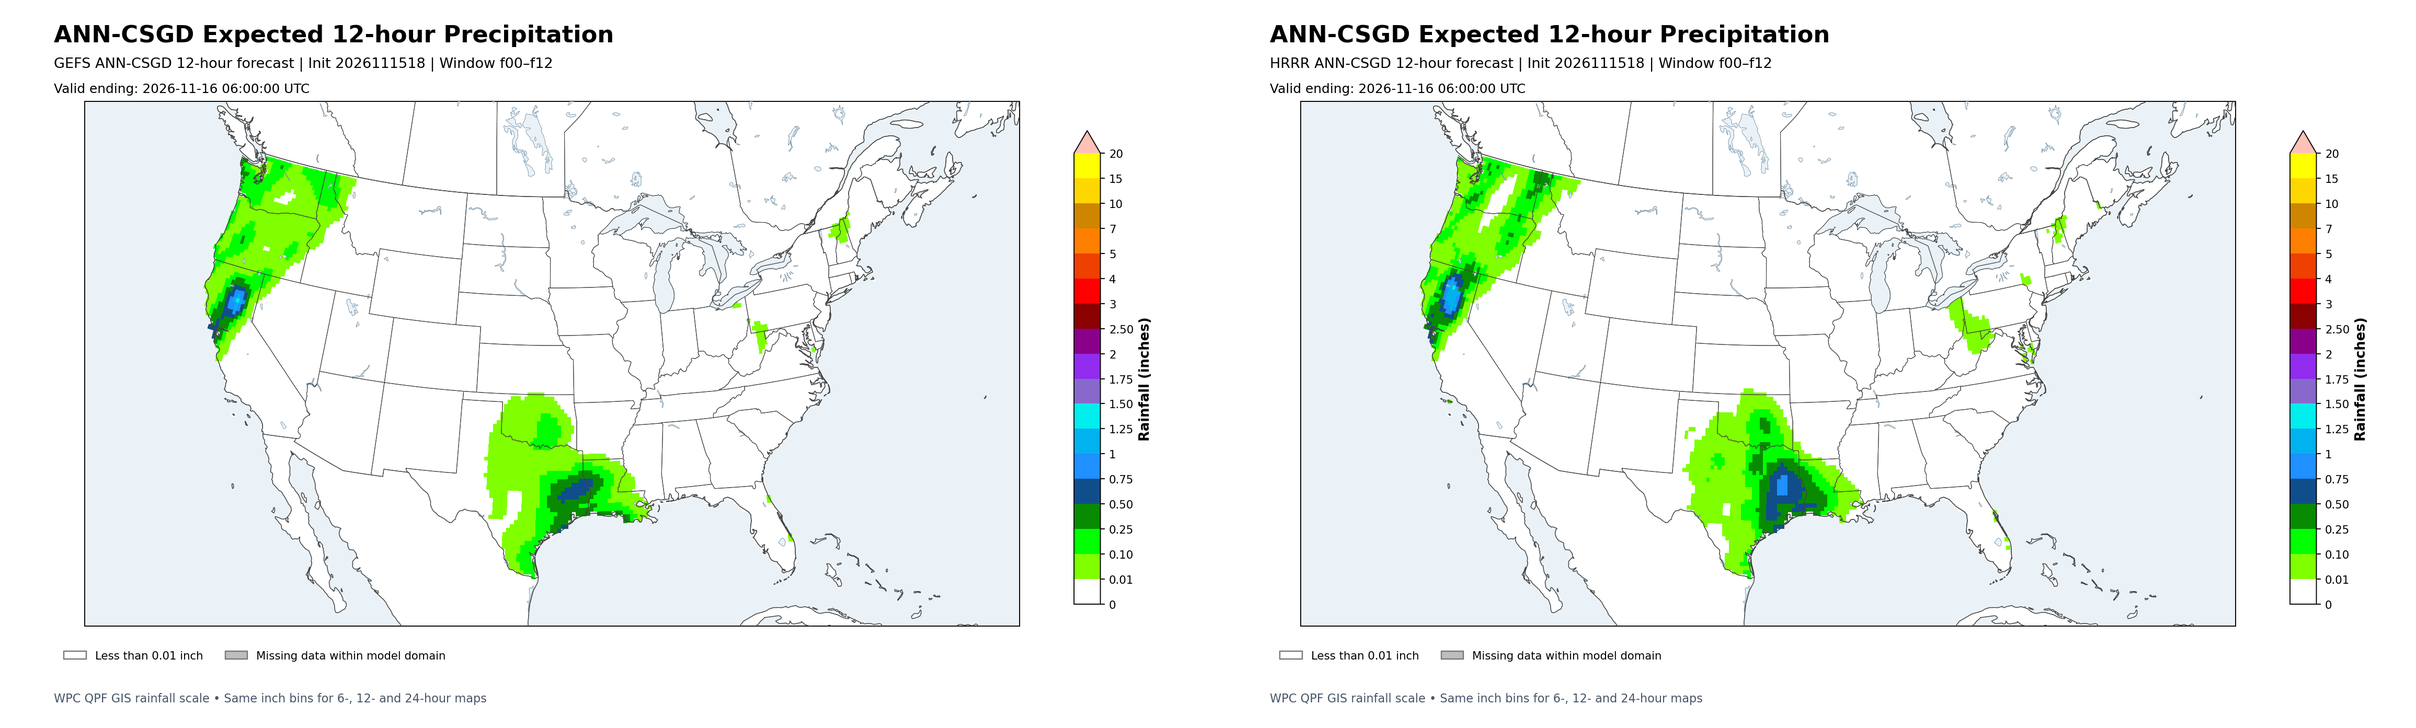 ANN-CSGD Expected 12-hour Precipitation
GEFS ANN-CSGD 12-hour forecast | Init 2026111518 | Window f00–f12
Valid ending: 2026-11-16 06:00:00 UTC
20
15
10
7
5
4
3
2.50
2
1.75
1.50
1.25
1
0.75
0.50
0.25
0.10
0.01
0
Rainfall (inches)
Less than 0.01 inch
Missing data within model domain
WPC QPF GIS rainfall scale • Same inch bins for 6-, 12- and 24-hour maps
ANN-CSGD Expected 12-hour Precipitation
HRRR ANN-CSGD 12-hour forecast | Init 2026111518 | Window f00–f12
Valid ending: 2026-11-16 06:00:00 UTC
20
15
10
7
5
4
3
2.50
2
1.75
1.50
1.25
1
0.75
0.50
0.25
0.10
0.01
0
Rainfall (inches)
Less than 0.01 inch
Missing data within model domain
WPC QPF GIS rainfall scale • Same inch bins for 6-, 12- and 24-hour maps